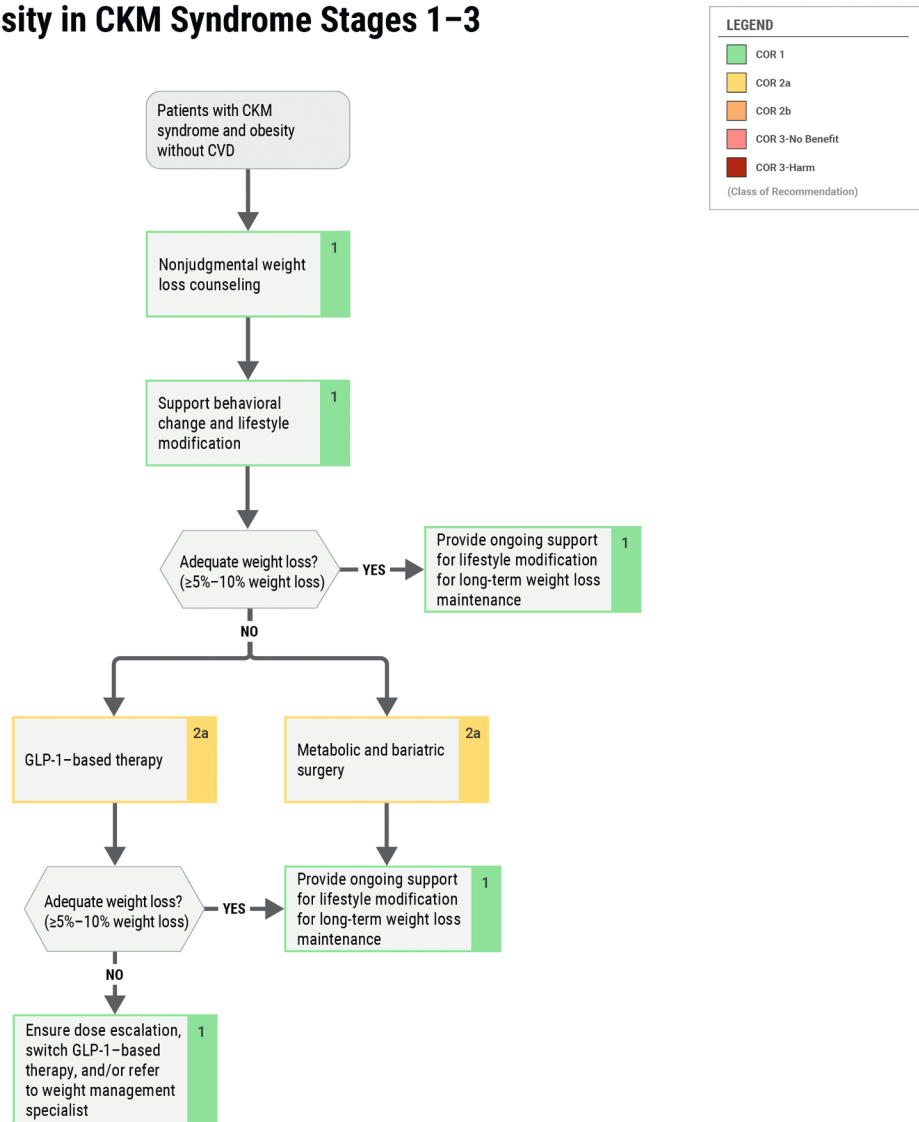 sity in CKM Syndrome Stages 1–3
LEGEND
COR 1
COR 2a
COR 2b
COR 3-No Benefit
COR 3-Harm
(Class of Recommendation)
Patients with CKM
syndrome and obesity
without CVD
1
Nonjudgmental weight
loss counseling
1
Support behavioral
change and lifestyle
modification
Adequate weight loss?
(≥5%–10% weight loss)
YES
Provide ongoing support
for lifestyle modification
for long-term weight loss
maintenance
1
NO
GLP-1–based therapy
2a
Metabolic and bariatric
surgery
2a
Adequate weight loss?
(≥5%–10% weight loss)
YES
Provide ongoing support
for lifestyle modification
for long-term weight loss
maintenance
1
NO
Ensure dose escalation,
switch GLP-1–based
therapy, and/or refer
to weight management
specialist
1